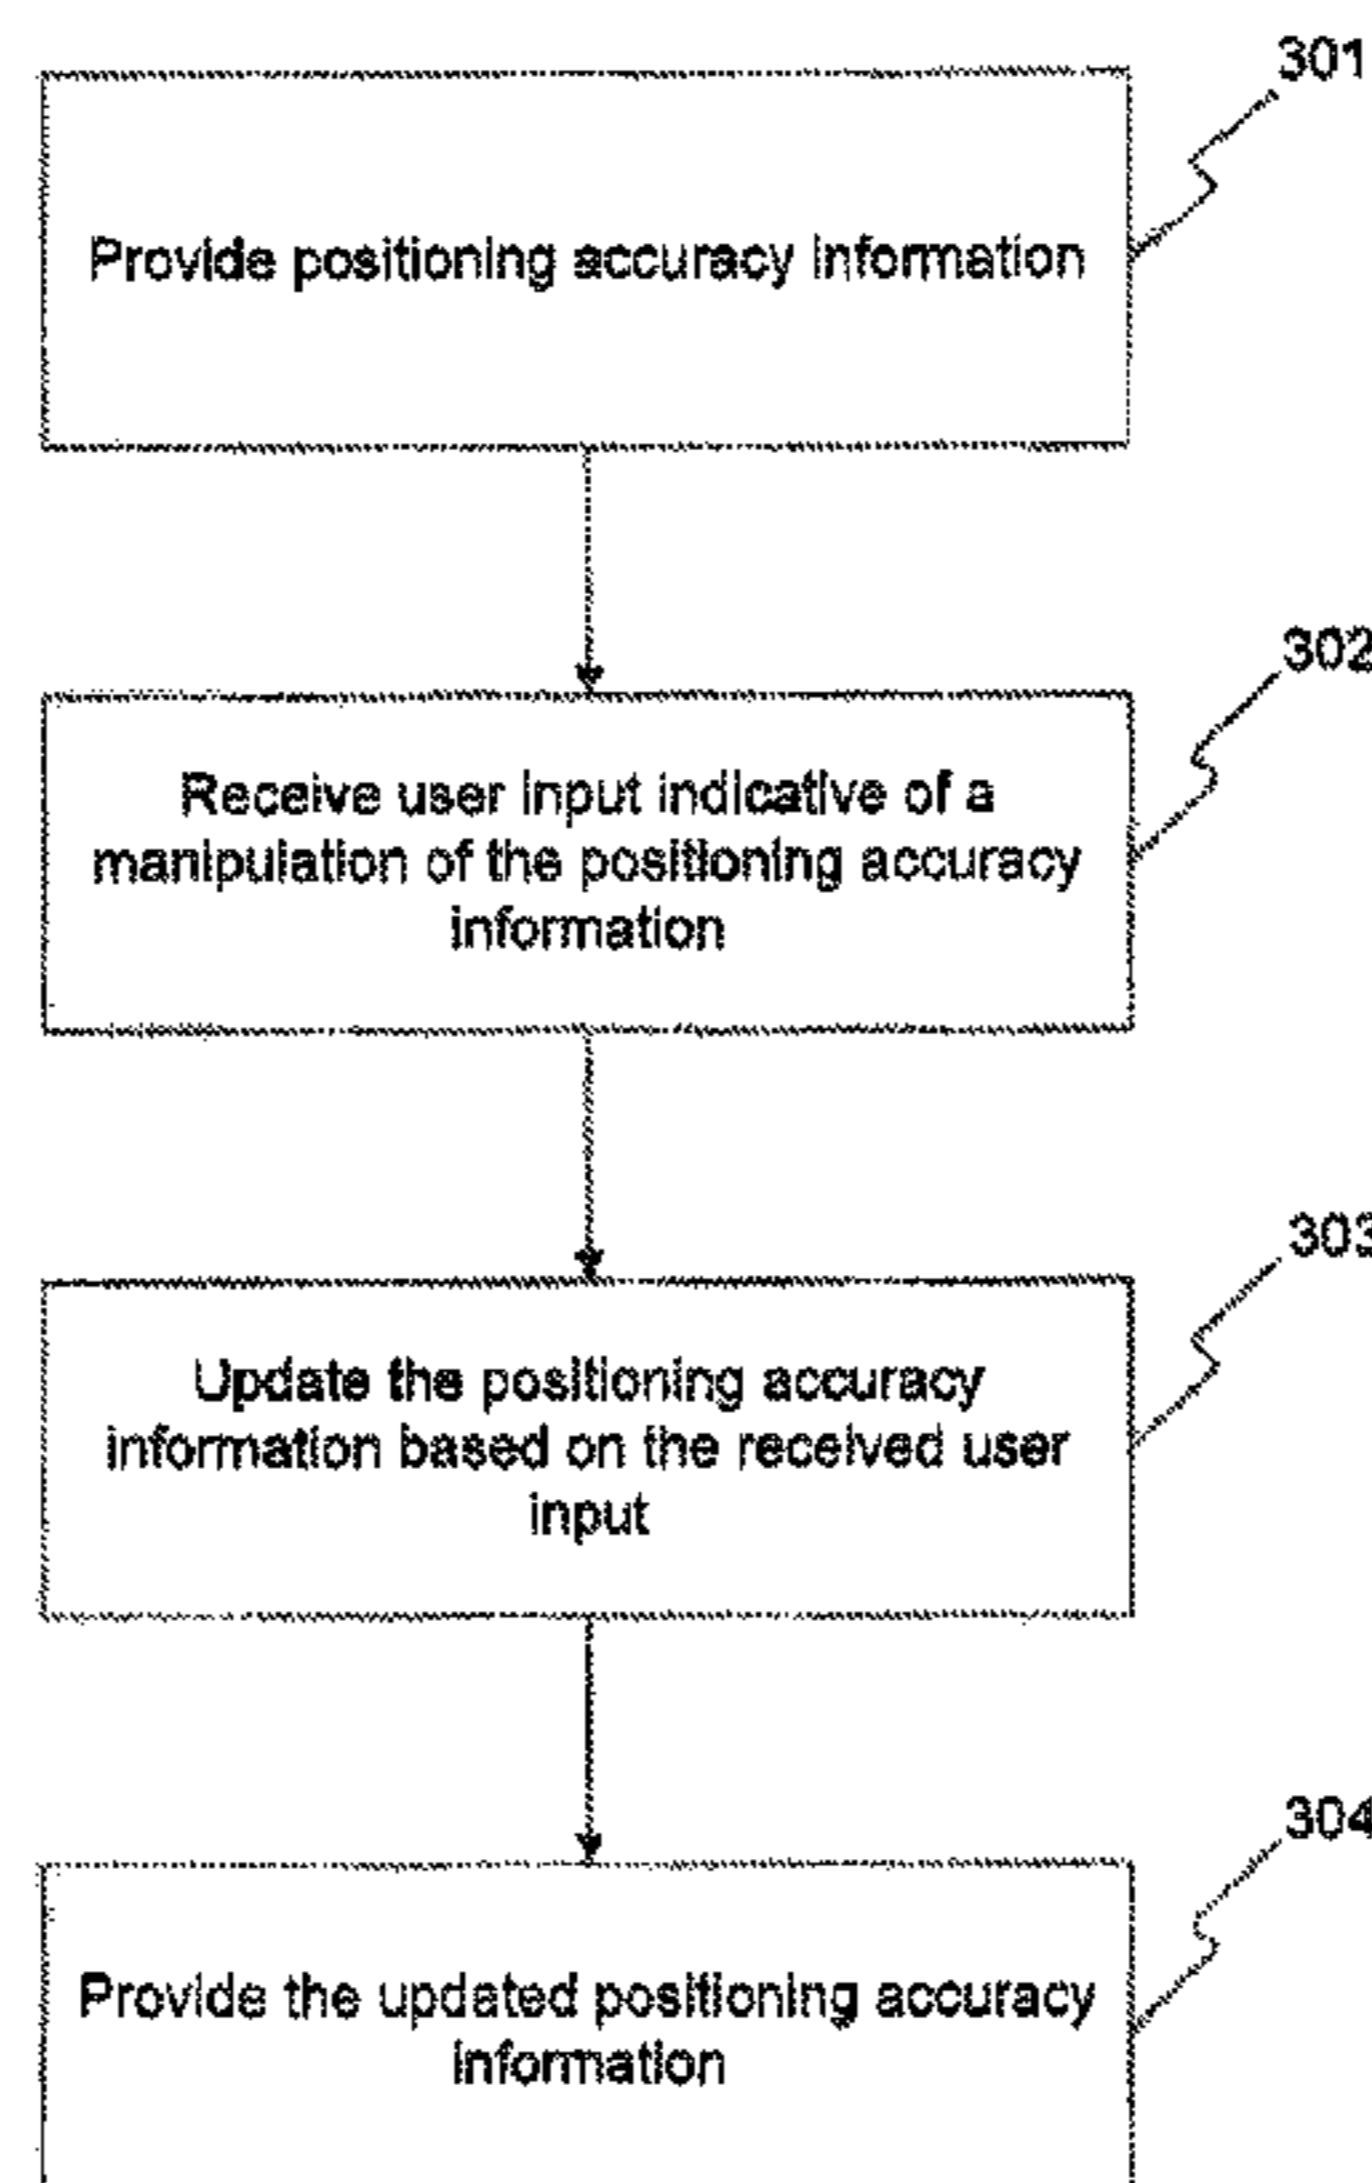 301
Provide positioning accuracy information
302
Receive user input indicative of a
manipulation of the positioning accuracy
information
303
Update the positioning accuracy
information based on the received user
input
304
Provide the updated positioning accuracy
information